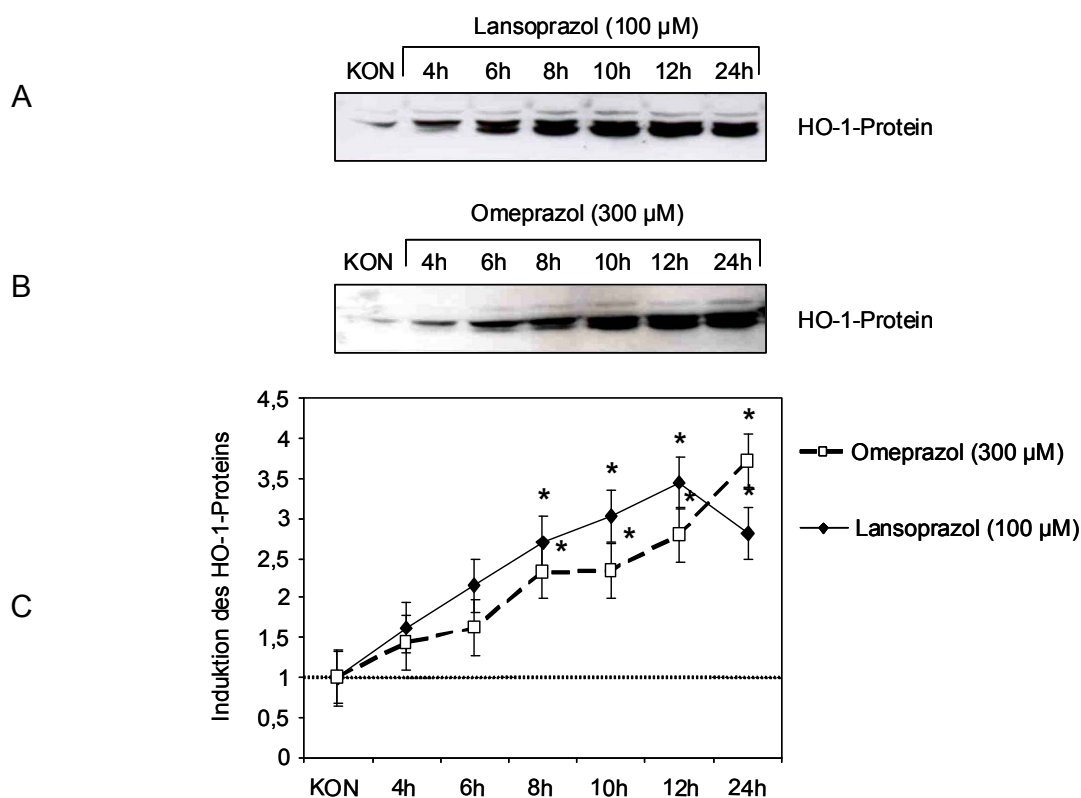 Lansoprazol (100 µM)
KON 4h 6h 8h 10h 12h 24h
A
HO-1-Protein
Omeprazol (300 µM)
KON 4h 6h 8h 10h 12h 24h
B
HO-1-Protein
C
Induktion des HO-1-Proteins
4,5
4
3,5
3
2,5
2
1,5
1
0,5
0
* * * * * * * *
KON 4h 6h 8h 10h 12h 24h
Omeprazol (300 µM)
Lansoprazol (100 µM)